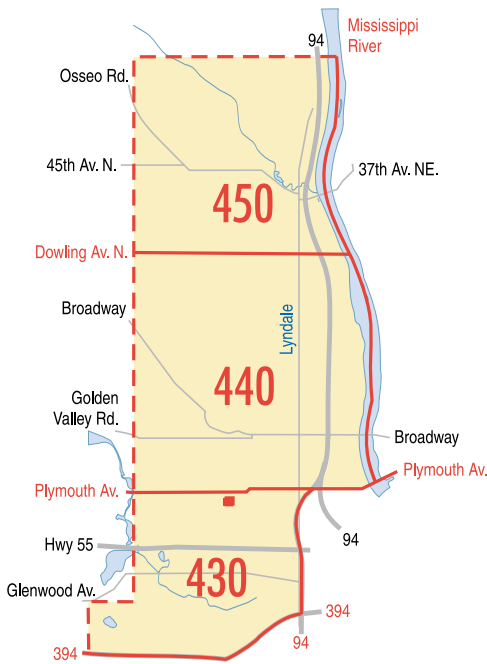 Mississippi
River
94
Osseo Rd.
45th Av. N.
37th Av. NE.
450
Dowling Av. N.
Broadway
Lyndale
440
Golden
Valley Rd.
Broadway
Plymouth Av.
Plymouth Av.
94
Hwy 55
430
Glenwood Av.
394
94
394